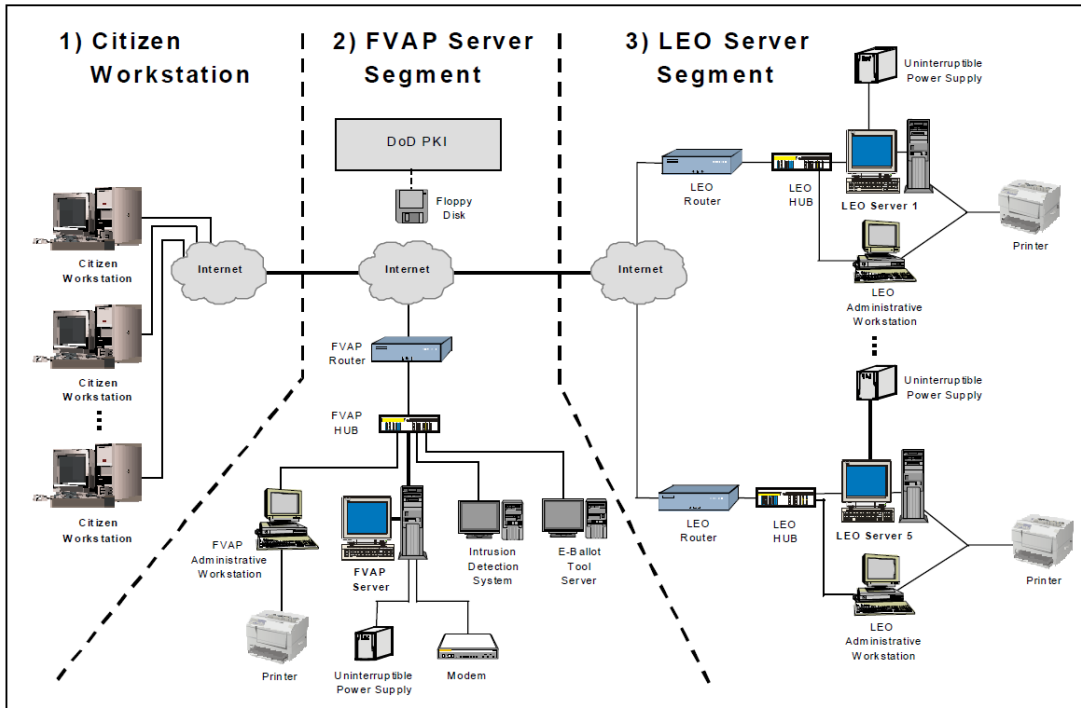 1) Citizen
Workstation
2) FVAP Server
Segment
3) LEO Server
Segment
Uninterruptible
Power Supply
DoD PKI
Floppy
Disk
LEO
Router
LEO
HUB
LEO Server 1
Printer
Citizen
Workstation
Internet
Internet
Internet
LEO
Administrative
Workstation
FVAP
Router
Citizen
Workstation
Uninterruptible
Power Supply
FVAP
HUB
Citizen
Workstation
FVAP
Administrative
Workstation
FVAP
Server
Intrusion
Detection
System
E-Ballot
Tool
Server
LEO
Router
LEO
HUB
LEO Server 5
Printer
LEO
Administrative
Workstation
Printer
Uninterruptible
Power Supply
Modem